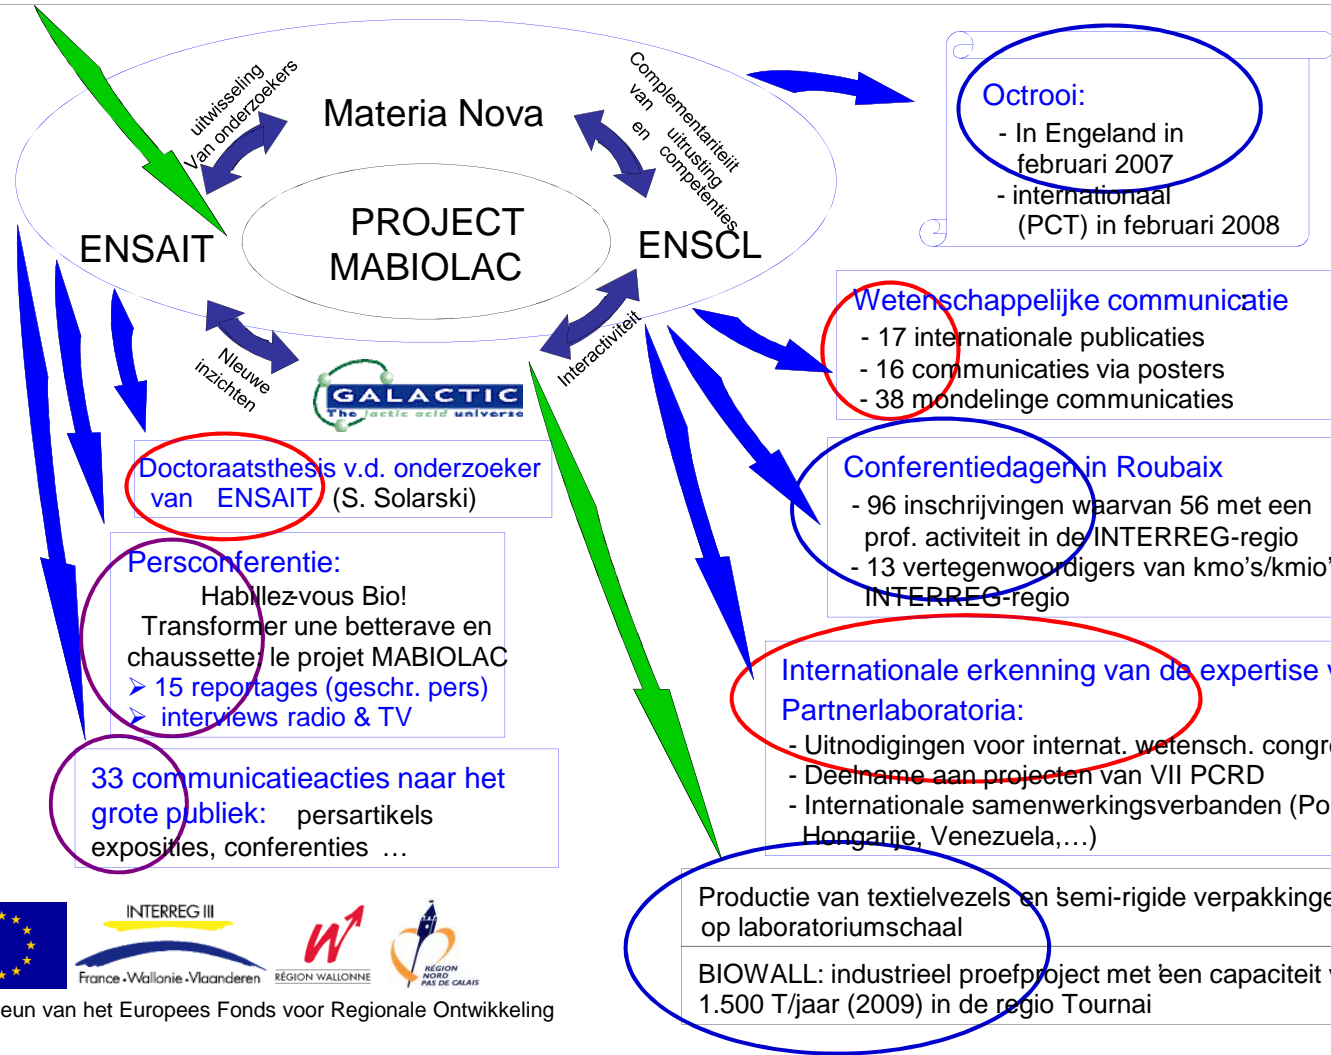 uitwisseling
Van onderzoekers
Materia Nova
Complementariteit
van uitrusting
en competenties
PROJECT
MABIOLAC
ENSAIT
ENSCL
NIeuwe
inzichten
Interactiviteit
GALACTIC
The lactic acid universe
Octrooi:
- In Engeland in
februari 2007
- internationaal
(PCT) in februari 2008
Wetenschappelijke communicatie :
- 17 internationale publicaties
- 16 communicaties via posters
- 38 mondelinge communicaties
Doctoraatsthesis v.d. onderzoeker
van ENSAIT (S. Solarski)
Conferentiedagen in Roubaix
- 96 inschrijvingen waarvan 56 met een
prof. activiteit in de INTERREG-regio
- 13 vertegenwoordigers van kmo's/kmio'
INTERREG-regio
Persconferentie:
Habillez-vous Bio!
Transformer une betterave en
chaussette: le projet MABIOLAC
➢ 15 reportages (geschr. pers)
➢ interviews radio & TV
Internationale erkenning van de expertise v
Partnerlaboratoria:
- Uitnodigingen voor internat. wetensch. congre
- Deelname aan projecten van VII PCRD
- Internationale samenwerkingsverbanden (Po
Hongarije, Venezuela,…)
33 communicatieacties naar het
grote publiek: persartikels
exposities, conferenties …
Productie van textielvezels en semi-rigide verpakkinge
op laboratoriumschaal
BIOWALL: industrieel proefproject met een capaciteit v
1.500 T/jaar (2009) in de regio Tournai
INTERREG III
France - Wallonie - Vlaanderen
RÉGION WALLONNE
RÉGION
NORD
PAS DE CALAIS
eun van het Europees Fonds voor Regionale Ontwikkeling